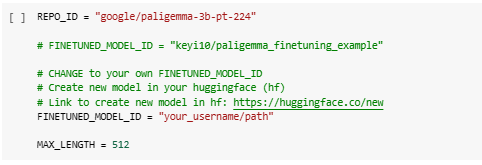 [ ] REPO_ID = "google/paligemma-3b-pt-224"
# FINETUNED_MODEL_ID = "keyi10/paligemma_finetuning_example"
# CHANGE to your own FINETUNED_MODEL_ID
# Create new model in your huggingface (hf)
# Link to create new model in hf: https://huggingface.co/new
FINETUNED_MODEL_ID = "your_username/path"
MAX_LENGTH = 512